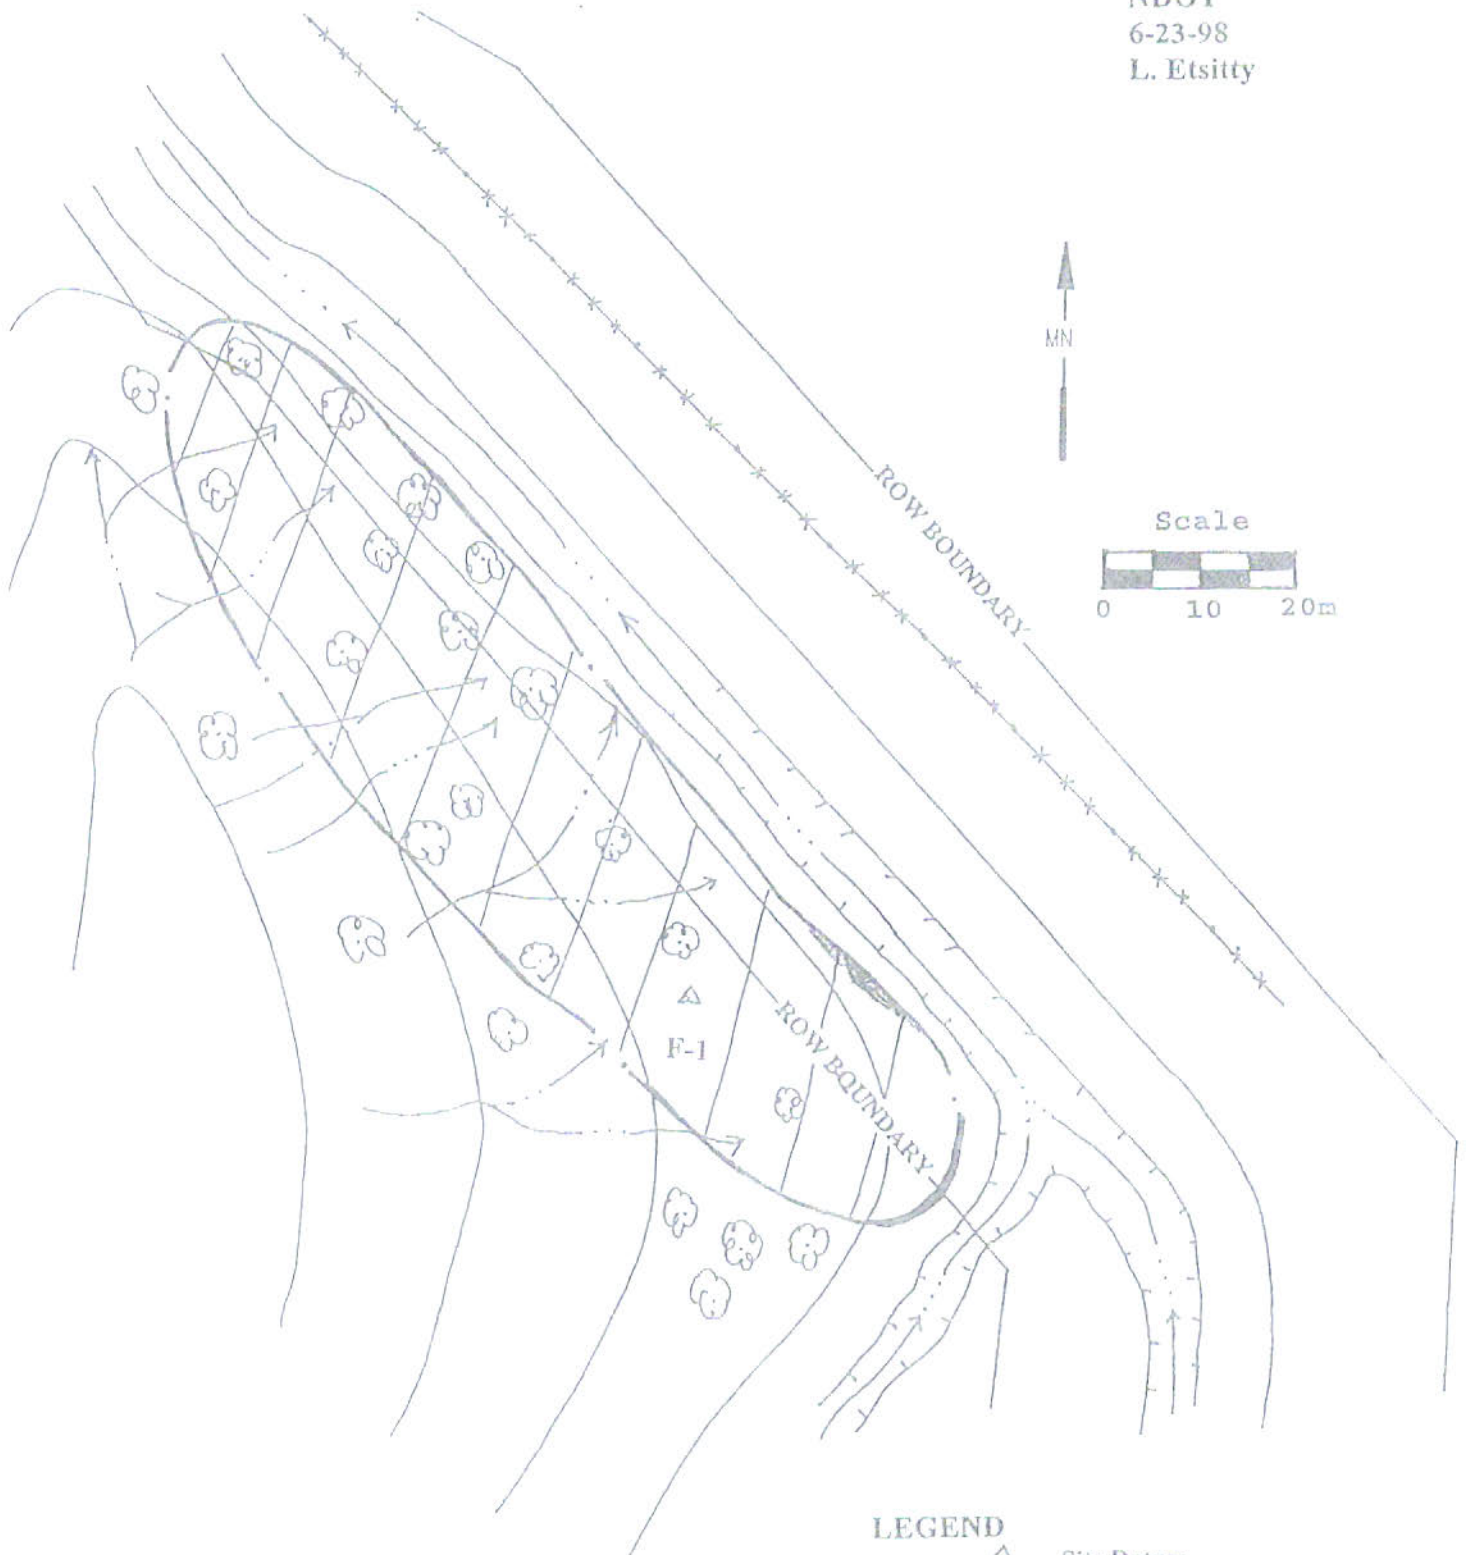 6-23-98
L. Etsitty
MN
ROW BOUNDARY
Scale
0 10 20m
F-1
ROW BOUNDARY
LEGEND